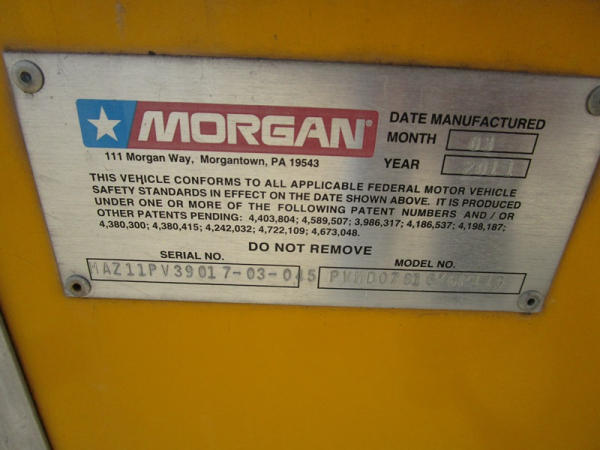 MORGAN®
111 Morgan Way, Morgantown, PA 19543
DATE MANUFACTURED
MONTH
YEAR 2011
THIS VEHICLE CONFORMS TO ALL APPLICABLE FEDERAL MOTOR VEHICLE
SAFETY STANDARDS IN EFFECT ON THE DATE SHOWN ABOVE. IT IS PRODUCED
UNDER ONE OR MORE OF THE FOLLOWING PATENT NUMBERS AND / OR
OTHER PATENTS PENDING: 4,403,804; 4,589,507; 3,986,317; 4,186,537; 4,198,187;
4,380,300; 4,380,415; 4,242,032; 4,722,109; 4,673,048.
DO NOT REMOVE
SERIAL NO. MODEL NO.
MAZ11PV39017-03-045